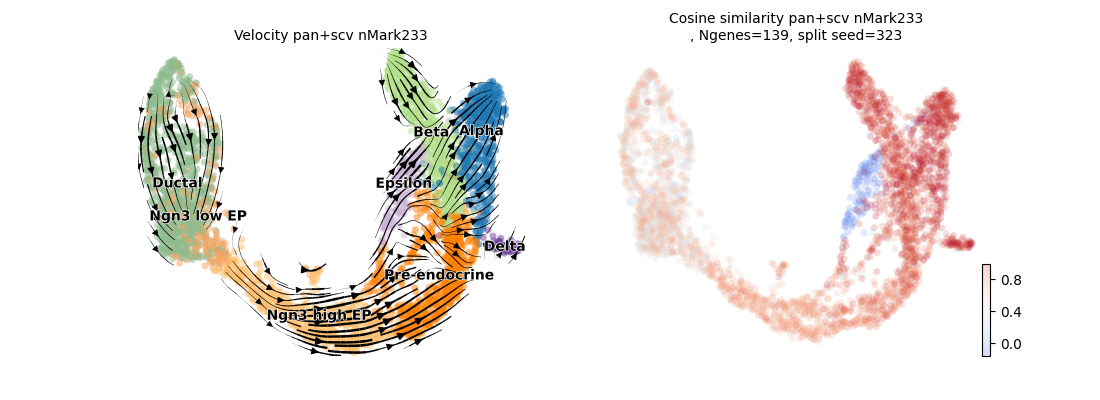 Velocity pan+scv nMark233
Cosine similarity pan+scv nMark233
, Ngenes=139, split seed=323
Beta
Alpha
Epsilon
Ductal
Ngn3 low EP
Delta
Pre-endocrine
Ngn3 high EP
0.8
0.4
0.0